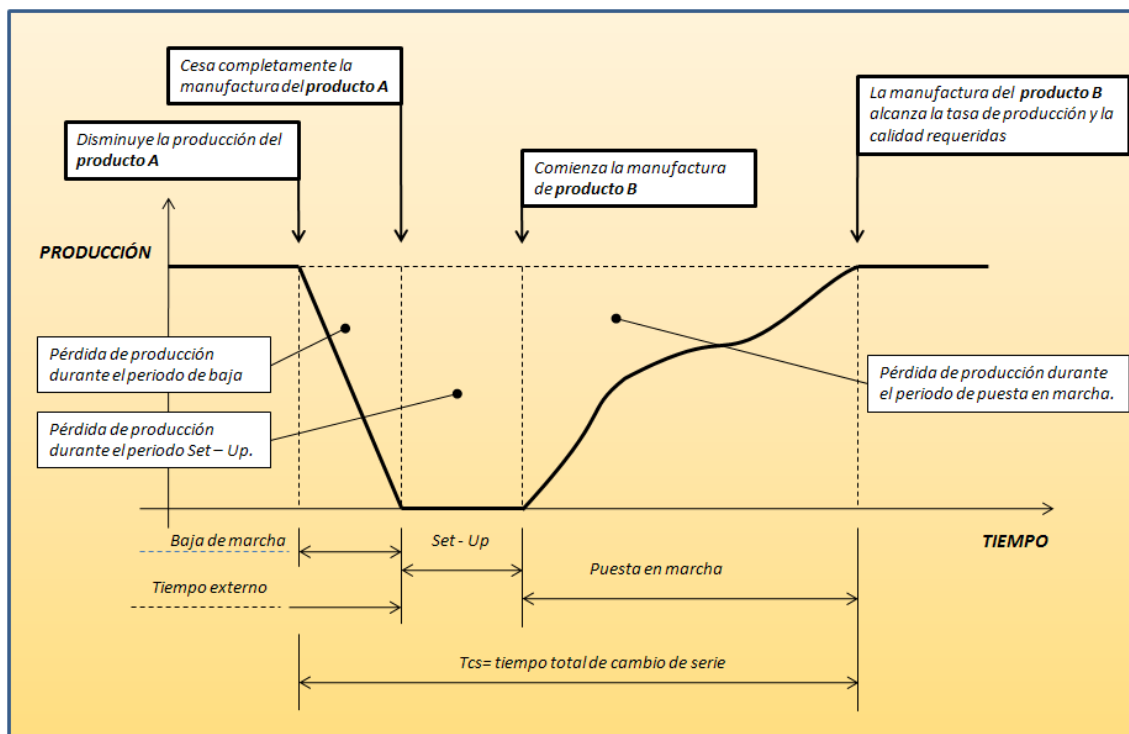 Cesa completamente la
manufactura del producto A
La manufactura del producto B
alcanza la tasa de producción y la
calidad requeridas
Disminuye la producción del
producto A
Comienza la manufactura
de producto B
PRODUCCIÓN
Pérdida de producción
durante el periodo de baja
Pérdida de producción durante
el periodo de puesta en marcha.
Pérdida de producción
durante el periodo Set – Up.
Baja de marcha
Set - Up
TIEMPO
Puesta en marcha
Tiempo externo
Tcs= tiempo total de cambio de serie